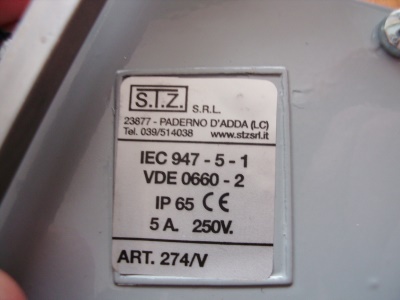 S.T.Z. S.R.L.
23877 - PADERNO D'ADDA (LC)
Tel. 039/514038 www.stzsrl.it
IEC 947 - 5 - 1
VDE 0660 - 2
IP 65 CE
5 A. 250V.
ART. 274/V